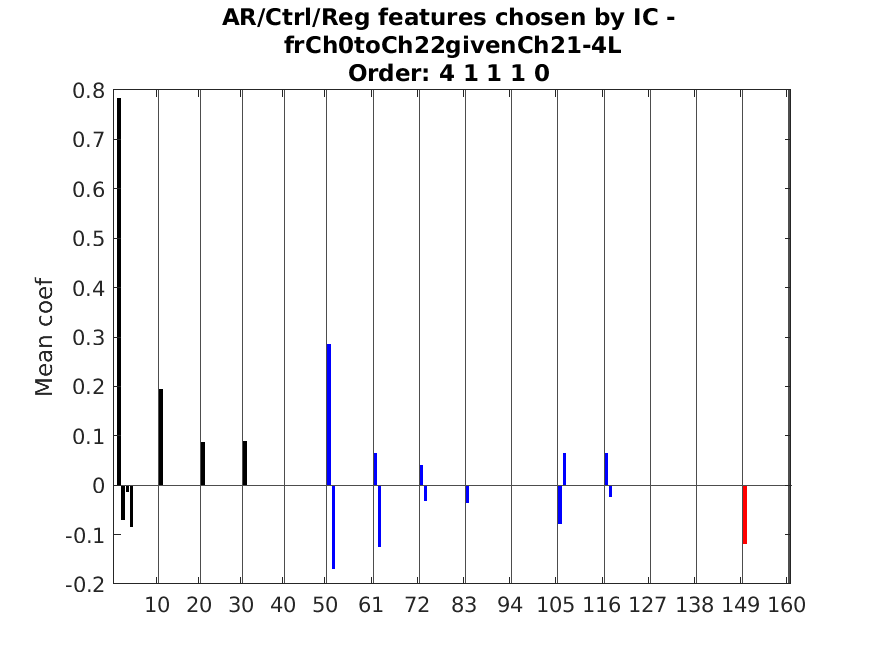 AR/Ctrl/Reg features chosen by IC -
frCh0toCh22givenCh21-4L
Order: 4 1 1 1 0
0.8
0.7
0.6
0.5
0.4
0.3
0.2
0.1
0
-0.1
-0.2
Mean coef
10 20 30 40 50 61 72 83 94 105 116 127 138 149 160